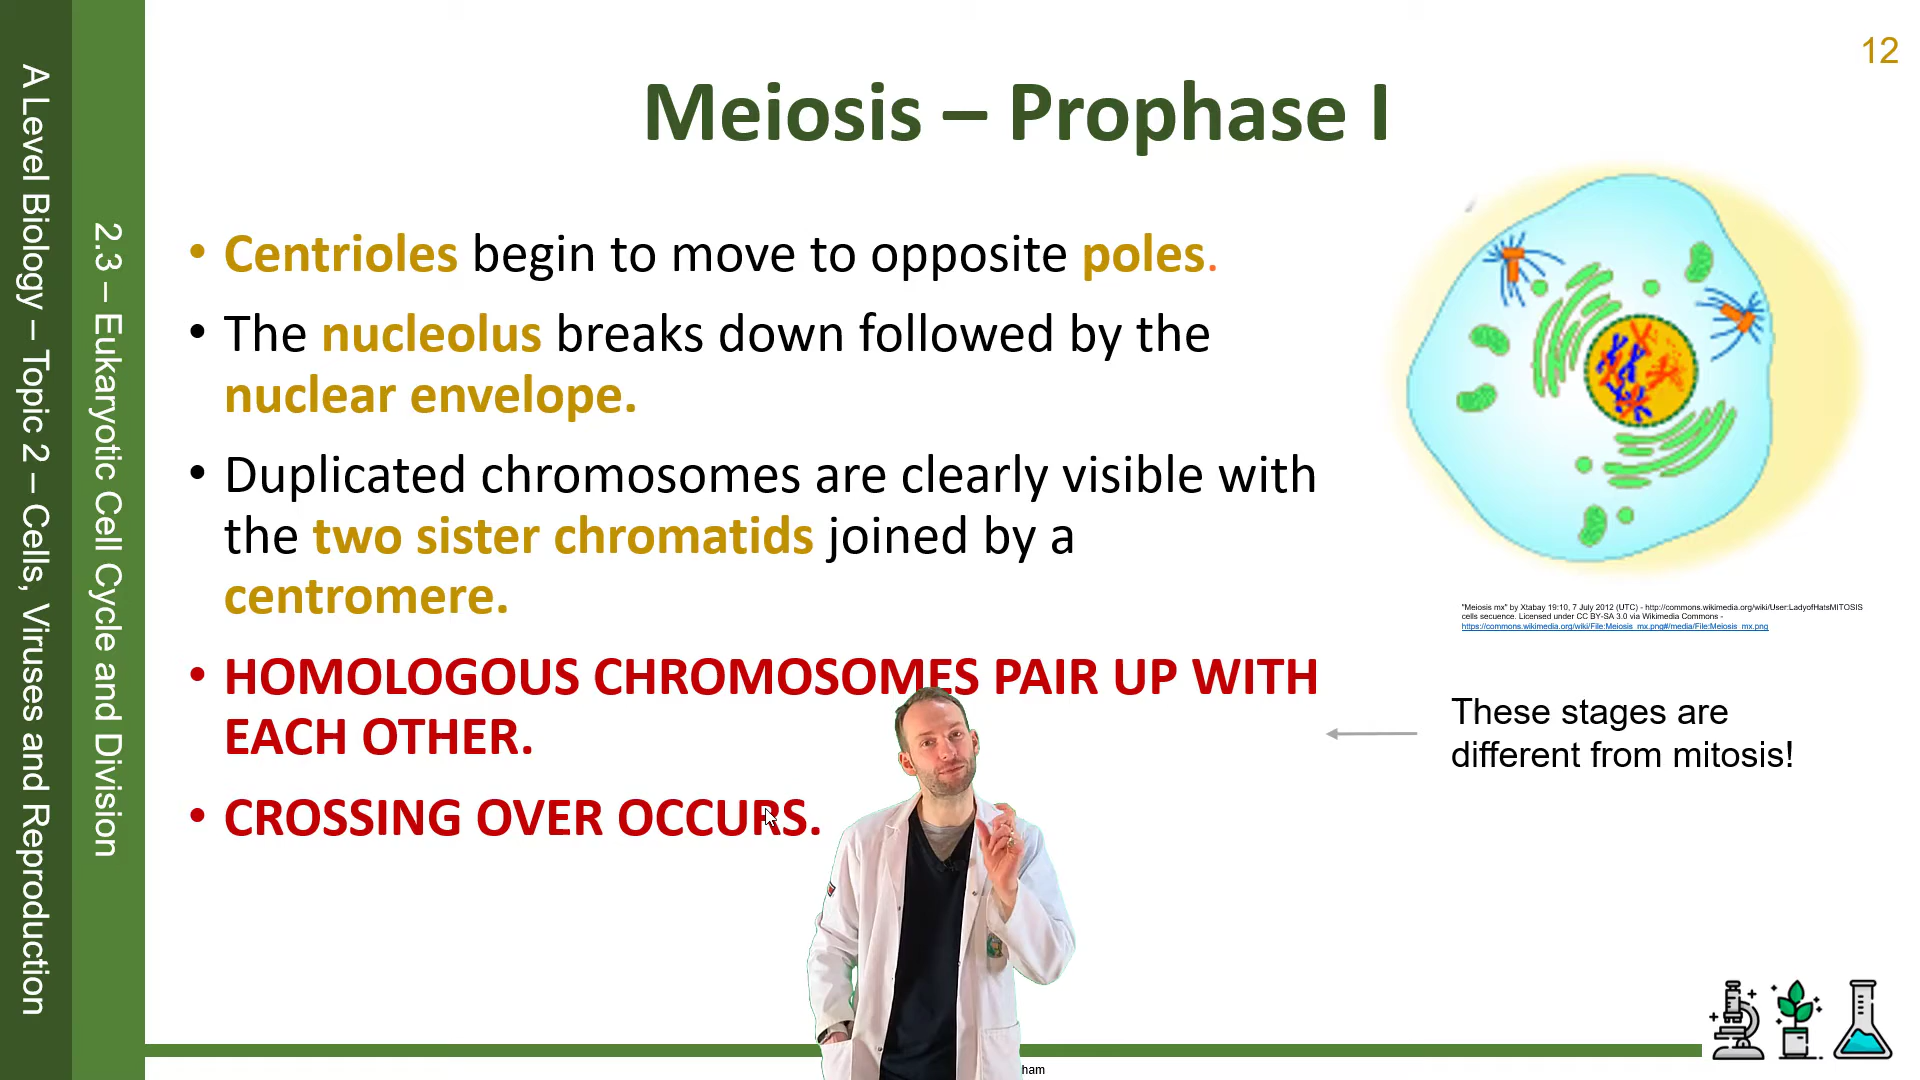 12
Meiosis – Prophase I
• Centrioles begin to move to opposite poles.
• The nucleolus breaks down followed by the
nuclear envelope.
• Duplicated chromosomes are clearly visible with
the two sister chromatids joined by a
centromere.
• HOMOLOGOUS CHROMOSOMES PAIR UP WITH
EACH OTHER.
• CROSSING OVER OCCURS.
"Meiosis mx" by Xtabay 19:10, 7 July 2012 (UTC) - http://commons.wikimedia.org/wiki/User:LadyofHatsMITOSIS
cells secuence. Licensed under CC BY-SA 3.0 via Wikimedia Commons -
https://commons.wikimedia.org/wiki/File:Meiosis_mx.png#/media/File:Meiosis_mx.png
These stages are
different from mitosis!
A Level Biology – Topic 2 – Cells, Viruses and Reproduction
2.3 – Eukaryotic Cell Cycle and Division
ham